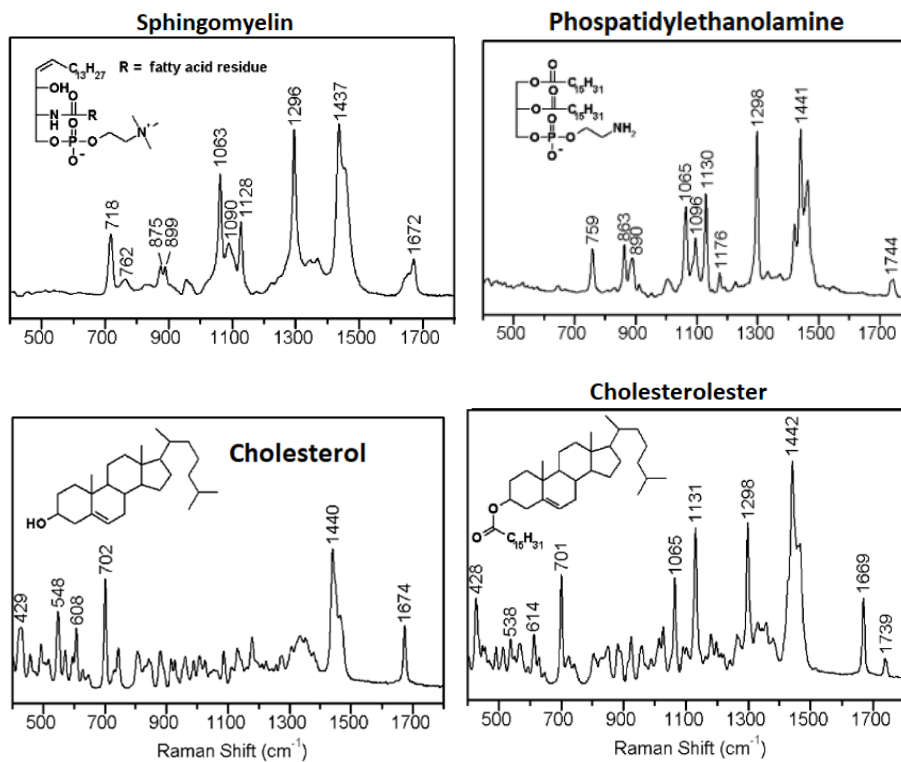 Sphingomyelin
C13H27
R = fatty acid residue
OH
O
N
H
R
O
O P O
O-
N+
718
762
875
899
1063
1090
1128
1296
1437
1672
500 700 900 1100 1300 1500 1700
Phospatidylethanolamine
O
O C15H31
O
O C15H31
O
O P O
NH2
O-
759
863
890
1065
1096
1130
1176
1298
1441
1744
500 700 900 1100 1300 1500 1700
Cholesterol
HO
429
548
608
702
1440
1674
500 700 900 1100 1300 1500 1700
Raman Shift (cm-1)
Cholesterolester
O
O C15H31
428
538
614
701
1065
1131
1298
1442
1669
1739
500 700 900 1100 1300 1500 1700
Raman Shift (cm-1)